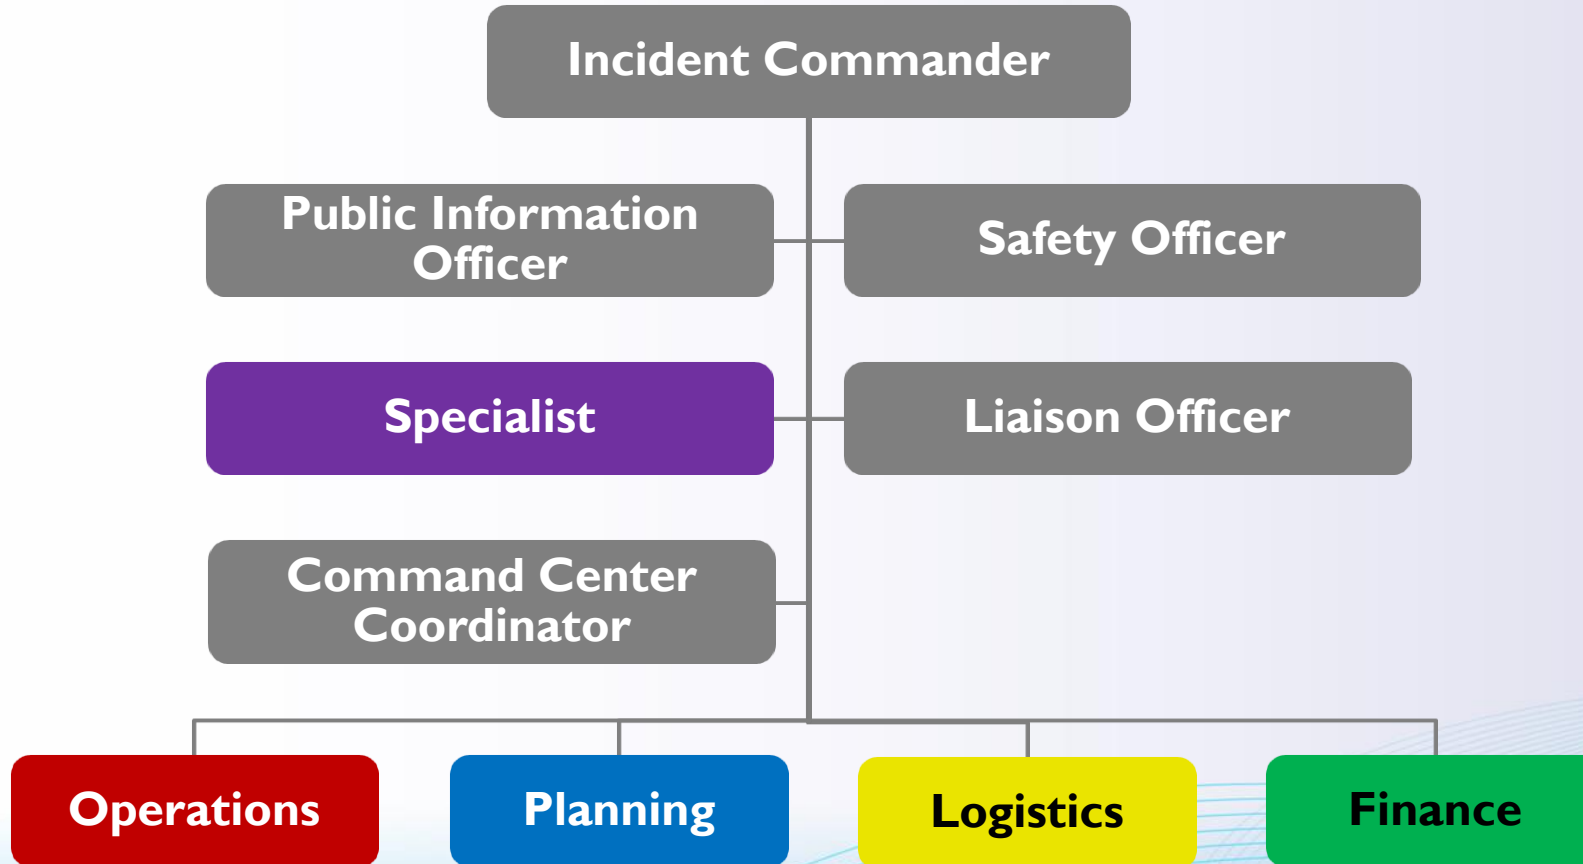 Incident Commander
Public Information
Officer
Safety Officer
Specialist
Liaison Officer
Command Center
Coordinator
Operations
Planning
Logistics
Finance